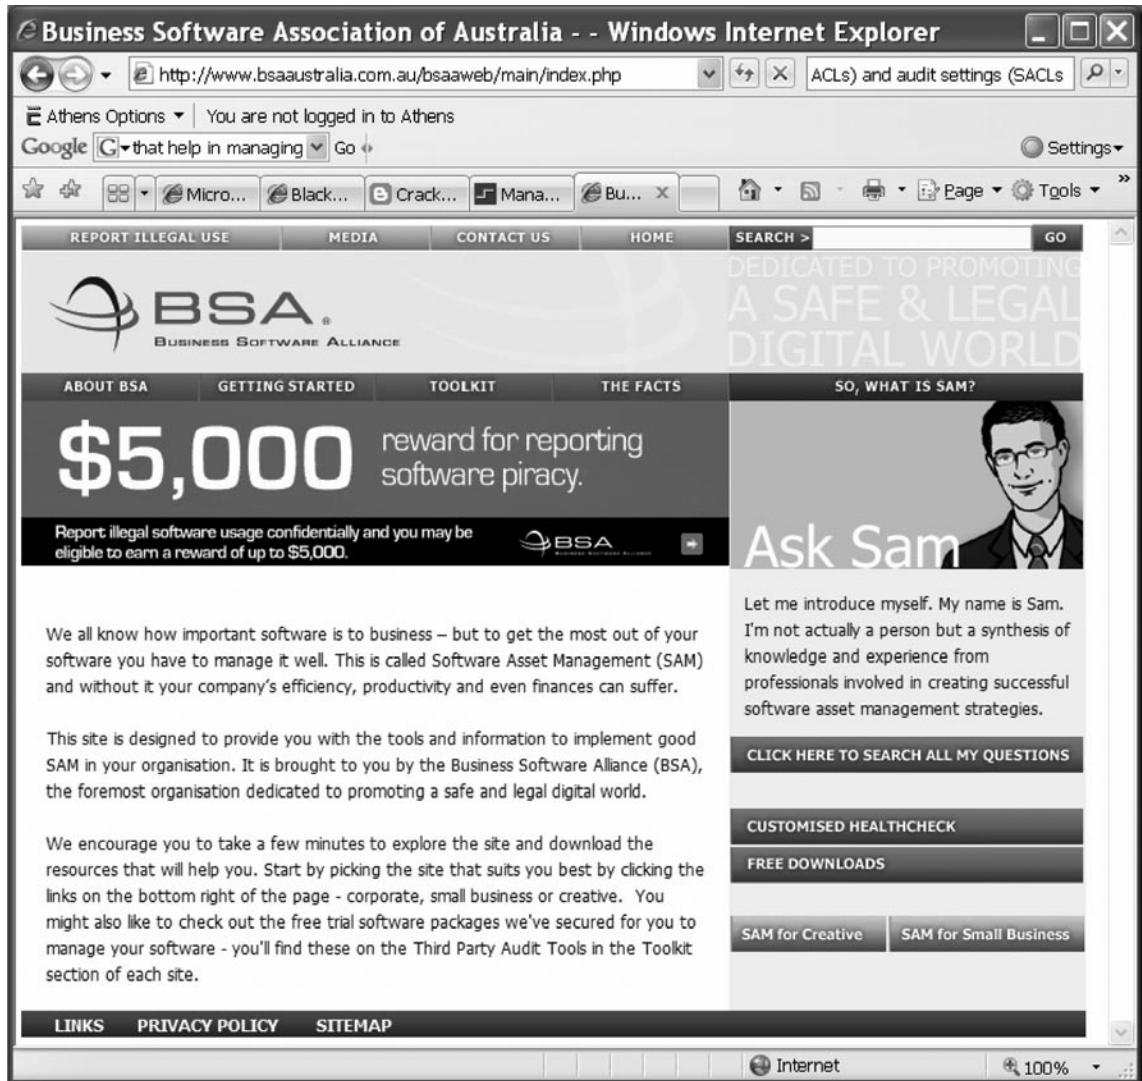 Business Software Association of Australia - - Windows Internet Explorer
http://www.bsaaustralia.com.au/bsaaweb/main/index.php
ACLs) and audit settings (SACLs
Athens Options
You are not logged in to Athens
Google
G
that help in managing
Go
Settings
Micro...
Black...
Crack...
Mana...
Bu...
Page
Tools
»
REPORT ILLEGAL USE
MEDIA
CONTACT US
HOME
SEARCH >
GO
BSA®
BUSINESS SOFTWARE ALLIANCE
DEDICATED TO PROMOTING
A SAFE & LEGAL
DIGITAL WORLD
ABOUT BSA
GETTING STARTED
TOOLKIT
THE FACTS
SO, WHAT IS SAM?
$5,000
reward for reporting
software piracy.
Report illegal software usage confidentially and you may be
eligible to earn a reward of up to $5,000.
BSA
BUSINESS SOFTWARE ALLIANCE
Ask Sam
We all know how important software is to business – but to get the most out of your
software you have to manage it well. This is called Software Asset Management (SAM)
and without it your company's efficiency, productivity and even finances can suffer.
This site is designed to provide you with the tools and information to implement good
SAM in your organisation. It is brought to you by the Business Software Alliance (BSA),
the foremost organisation dedicated to promoting a safe and legal digital world.
We encourage you to take a few minutes to explore the site and download the
resources that will help you. Start by picking the site that suits you best by clicking the
links on the bottom right of the page - corporate, small business or creative. You
might also like to check out the free trial software packages we've secured for you to
manage your software - you'll find these on the Third Party Audit Tools in the Toolkit
section of each site.
Let me introduce myself. My name is Sam.
I'm not actually a person but a synthesis of
knowledge and experience from
professionals involved in creating successful
software asset management strategies.
CLICK HERE TO SEARCH ALL MY QUESTIONS
CUSTOMISED HEALTHCHECK
FREE DOWNLOADS
SAM for Creative
SAM for Small Business
LINKS
PRIVACY POLICY
SITEMAP
Internet
100%